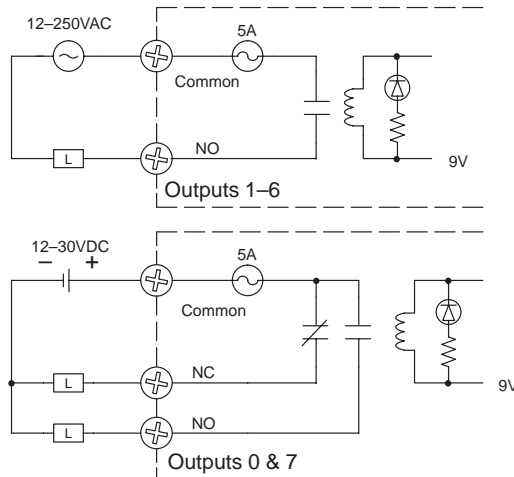 12–250VAC
5A
Common
L
NO
9V
Outputs 1–6
12–30VDC
– +
5A
Common
L
NC
9V
L
NO
Outputs 0 & 7